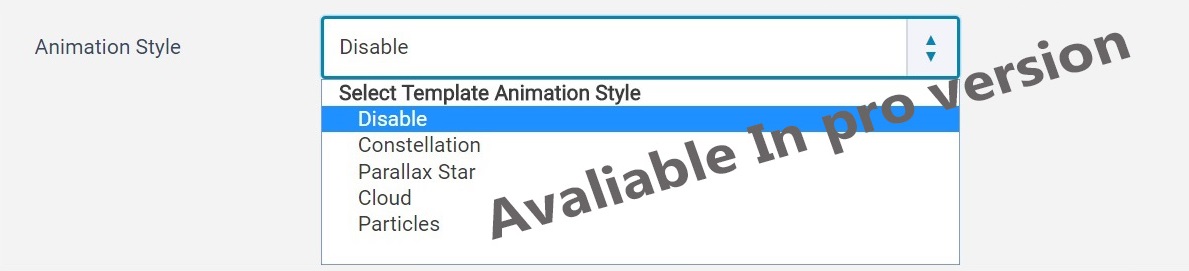 Animation Style
Disable
Select Template Animation Style
Disable
Constellation
Parallax Star
Cloud
Particles
Avaliable In pro version